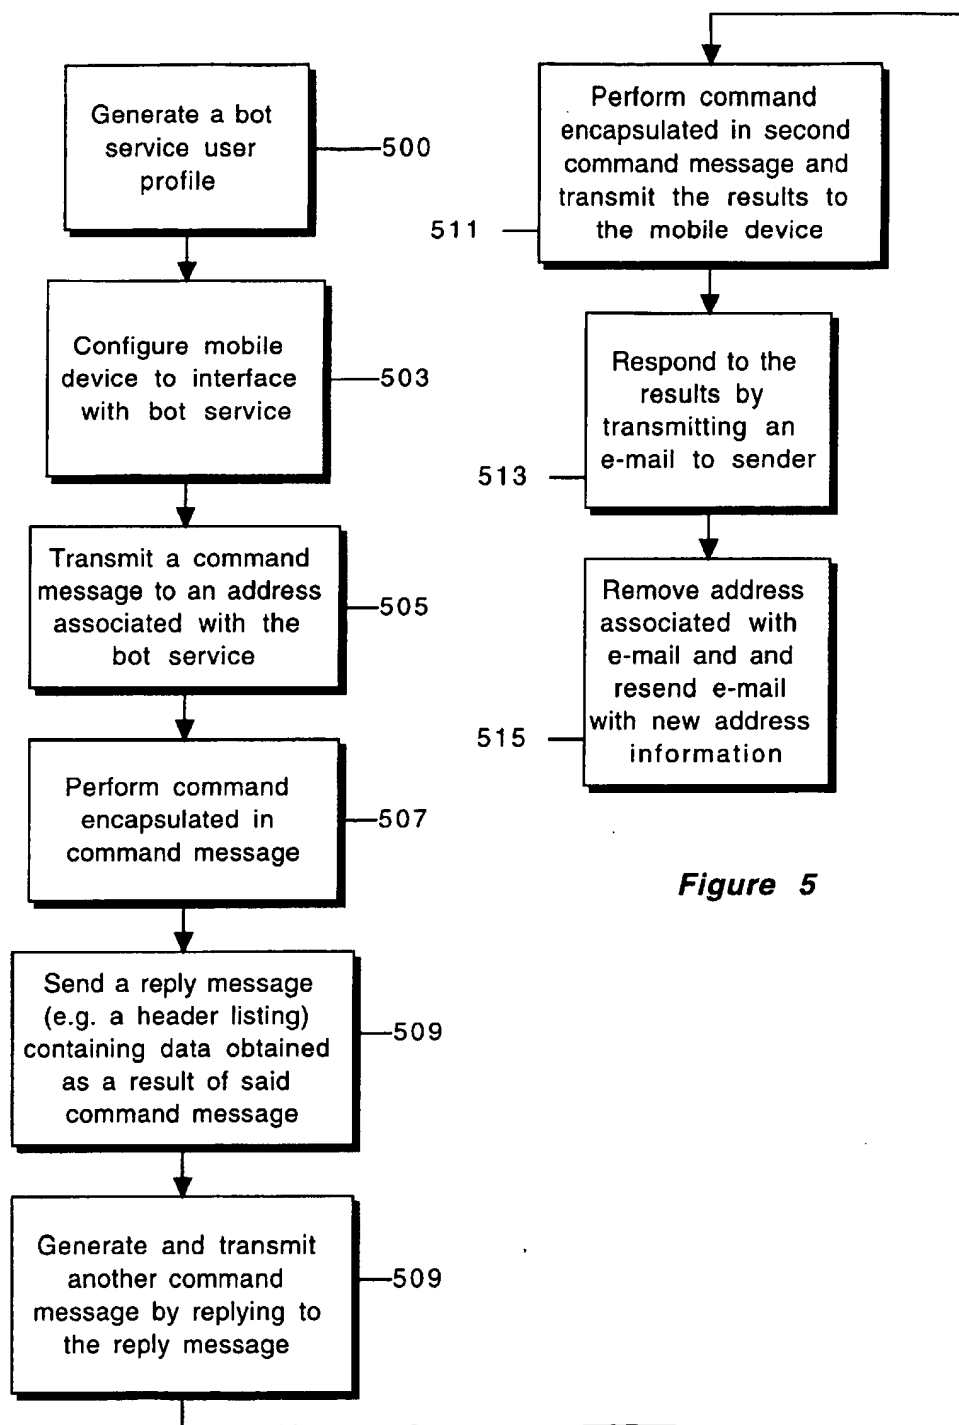 Generate a bot
service user
profile
500
Configure mobile
device to interface
with bot service
503
Transmit a command
message to an address
associated with the
bot service
505
Perform command
encapsulated in
command message
507
Send a reply message
(e.g. a header listing)
containing data obtained
as a result of said
command message
509
Generate and transmit
another command
message by replying to
the reply message
509
Perform command
encapsulated in second
command message and
transmit the results to
the mobile device
511
Respond to the
results by
transmitting an
e-mail to sender
513
Remove address
associated with
e-mail and and
resend e-mail
with new address
information
515
Figure 5